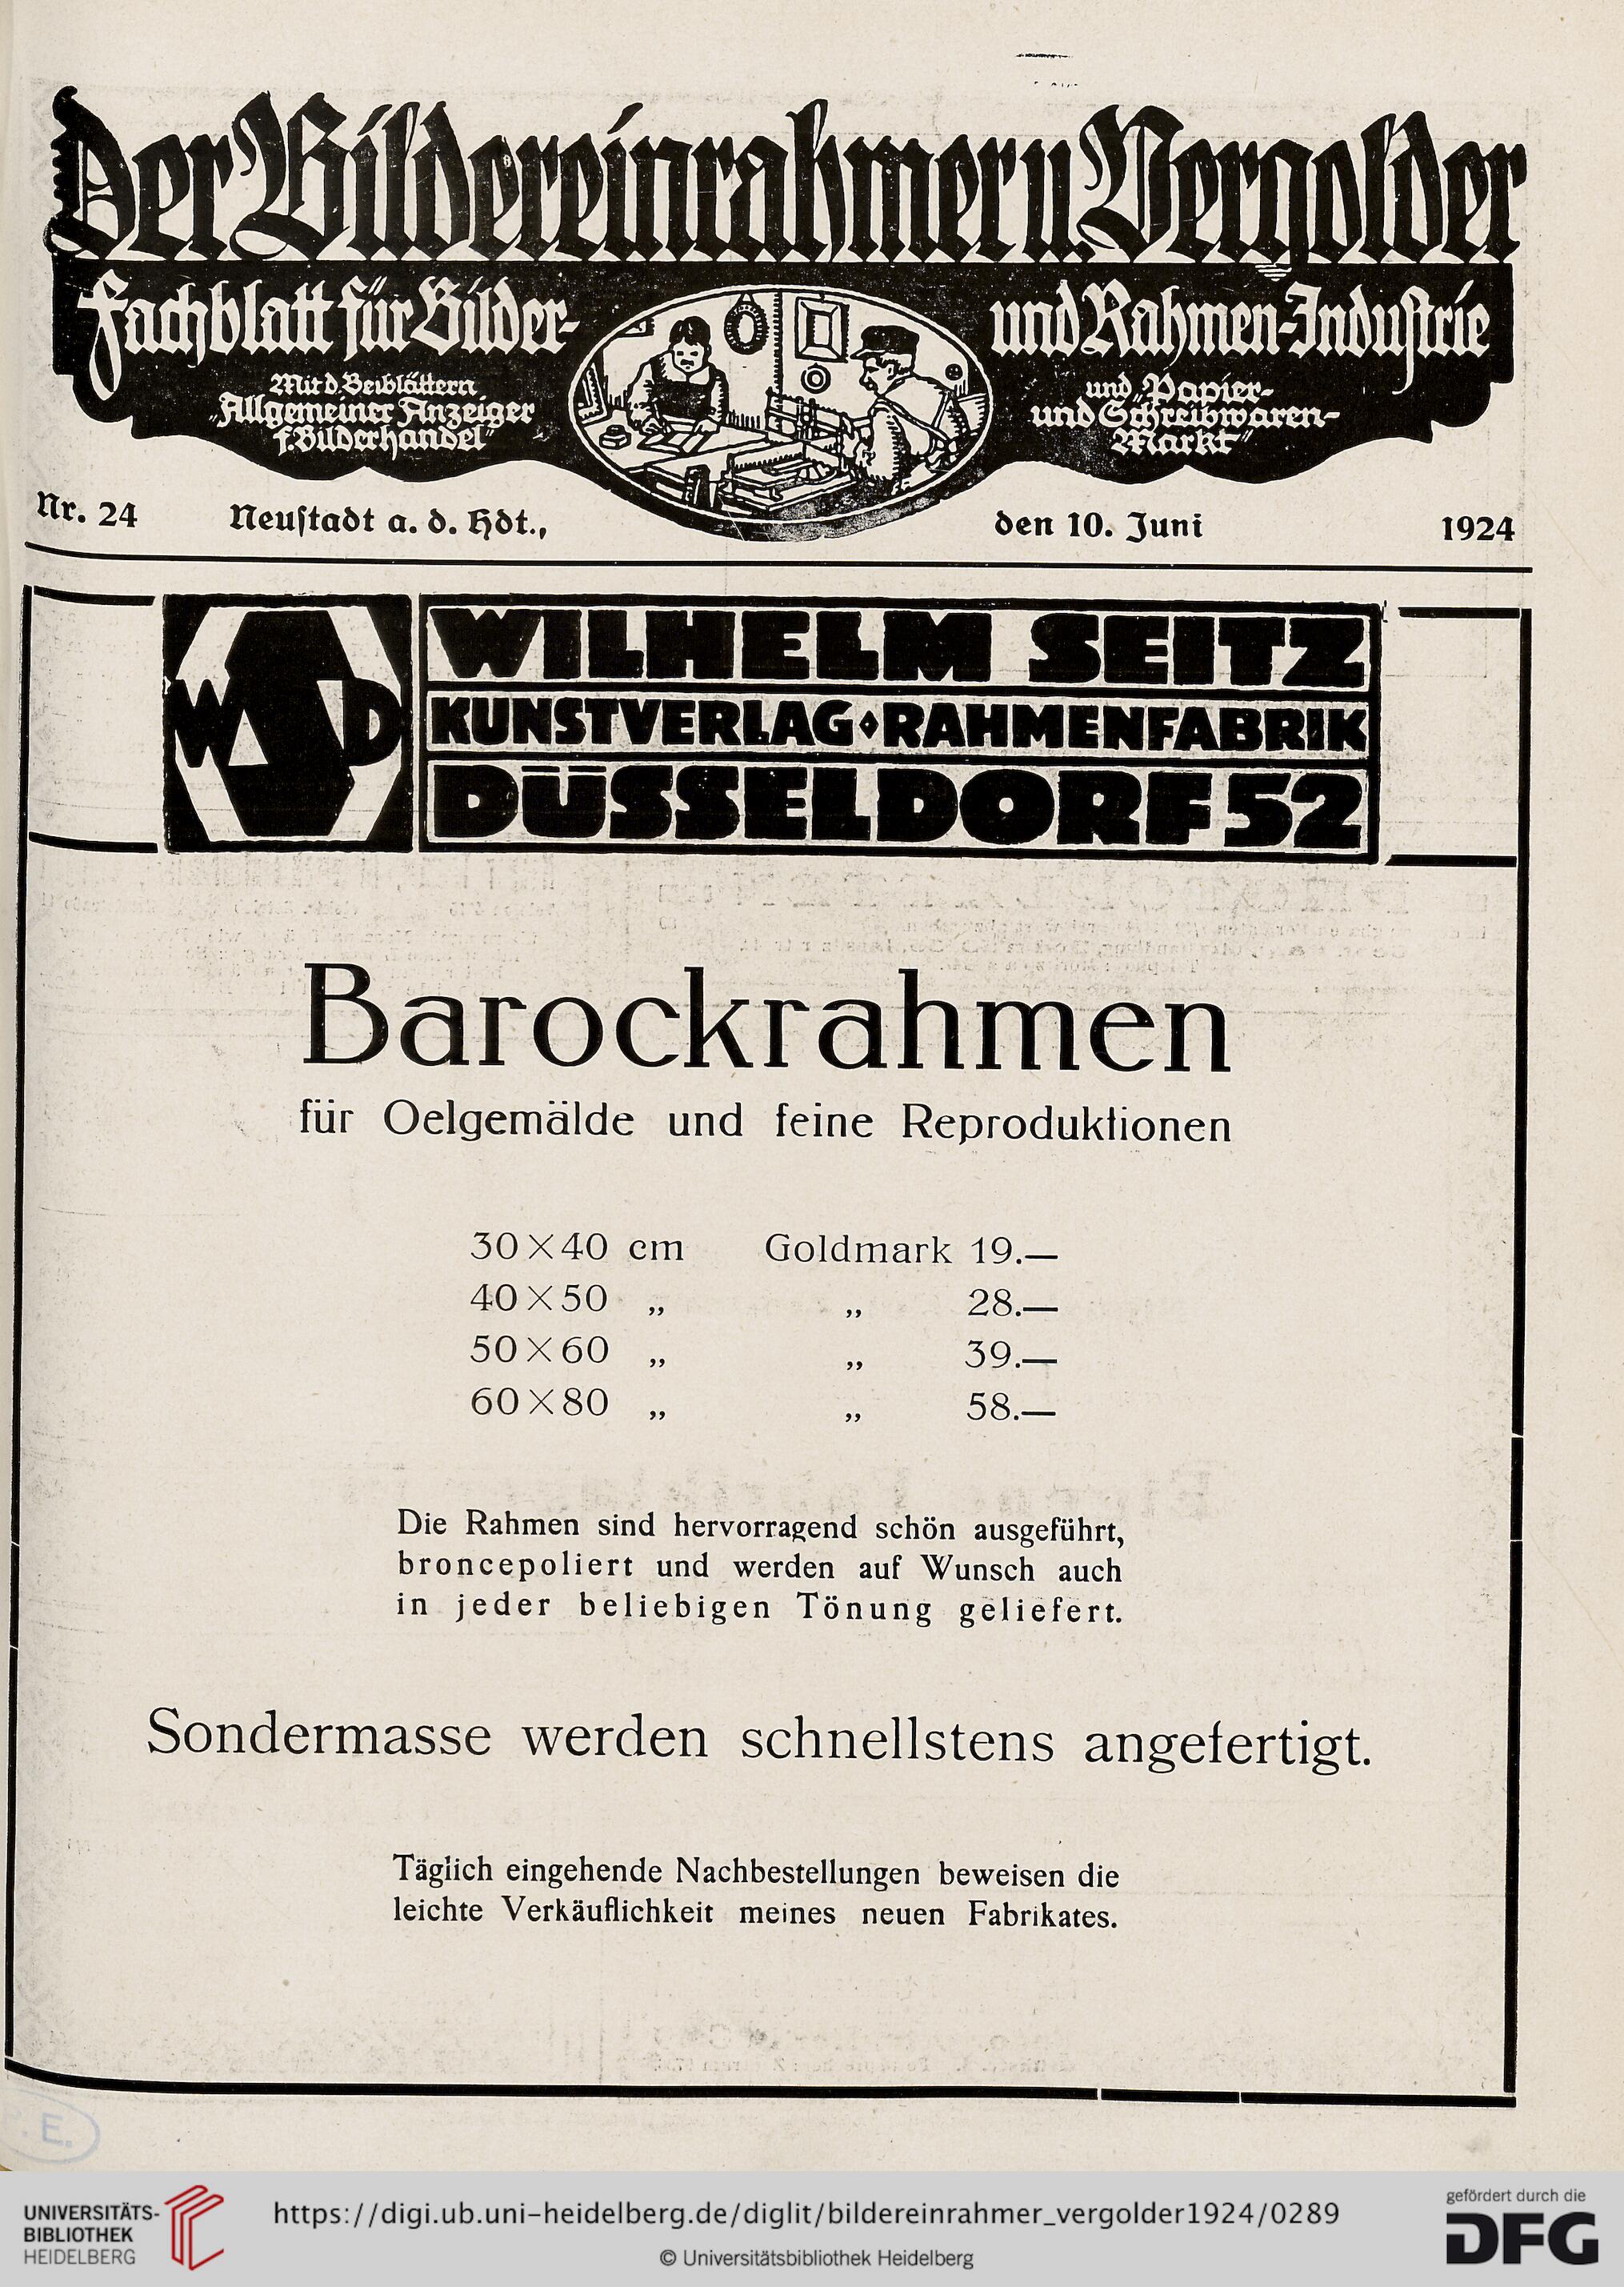 Der Bildereinrahmer u. Vergolder
Fachblatt für Bilder- und Rahmen-Industrie
Mit d. Beiblättern
„Allgemeiner Anzeiger
f. Bilderhandel"
und „Papier-
und Schreibwaren-
Markt"
Nr. 24 Neustadt a. d. Hdt., den 10. Juni 1924
WSD
WILHELM SEITZ
KUNSTVERLAG⬧RAHMENFABRIK
DÜSSELDORF 52
Barockrahmen
für Oelgemälde und feine Reproduktionen
30×40 cm Goldmark 19.—
40×50 „ „ 28.—
50×60 „ „ 39.—
60×80 „ „ 58.—
Die Rahmen sind hervorragend schön ausgeführt,
broncepoliert und werden auf Wunsch auch
in jeder beliebigen Tönung geliefert.
Sondermasse werden schnellstens angefertigt.
Täglich eingehende Nachbestellungen beweisen die
leichte Verkäuflichkeit meines neuen Fabrikates.
E.
UNIVERSITÄTS-
BIBLIOTHEK
HEIDELBERG
https://digi.ub.uni-heidelberg.de/diglit/bildereinrahmer_vergolder1924/0289
© Universitätsbibliothek Heidelberg
gefördert durch die
DFG